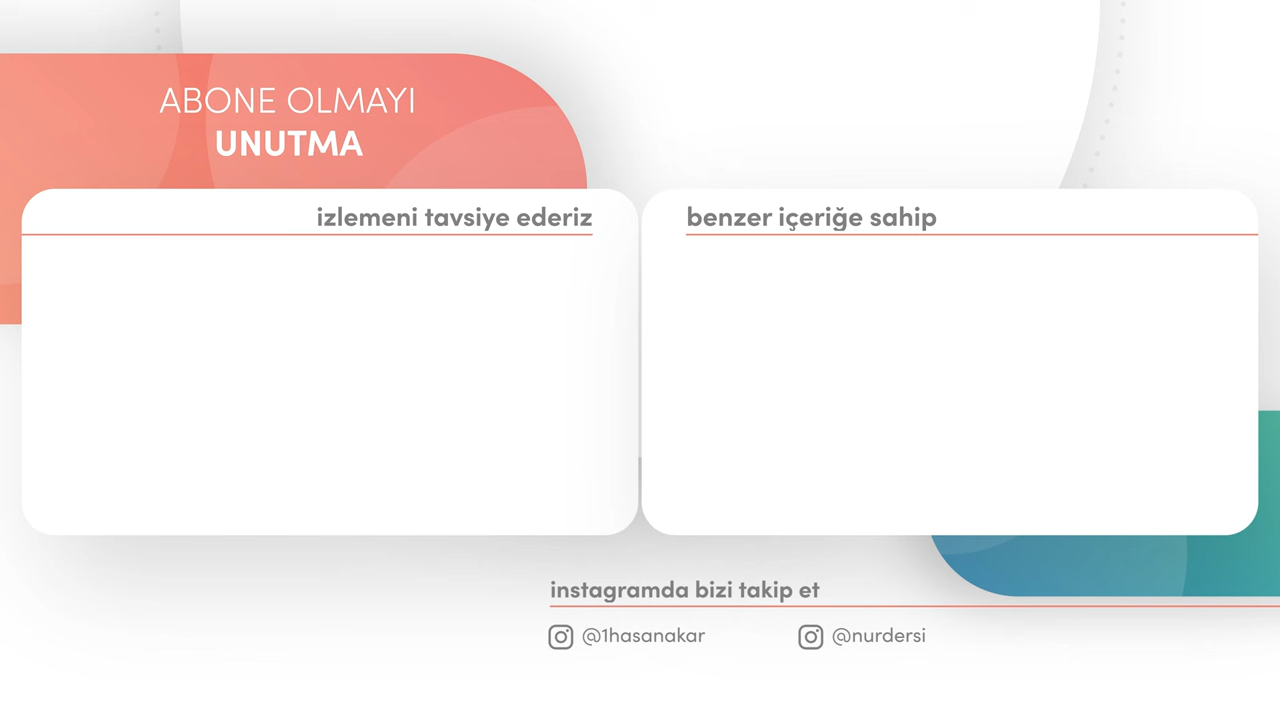 ABONE OLMAYI
UNUTMA
izlemeni tavsiye ederiz
benzer içeriğe sahip
instagramda bizi takip et
@1hasanakar
@nurdersi